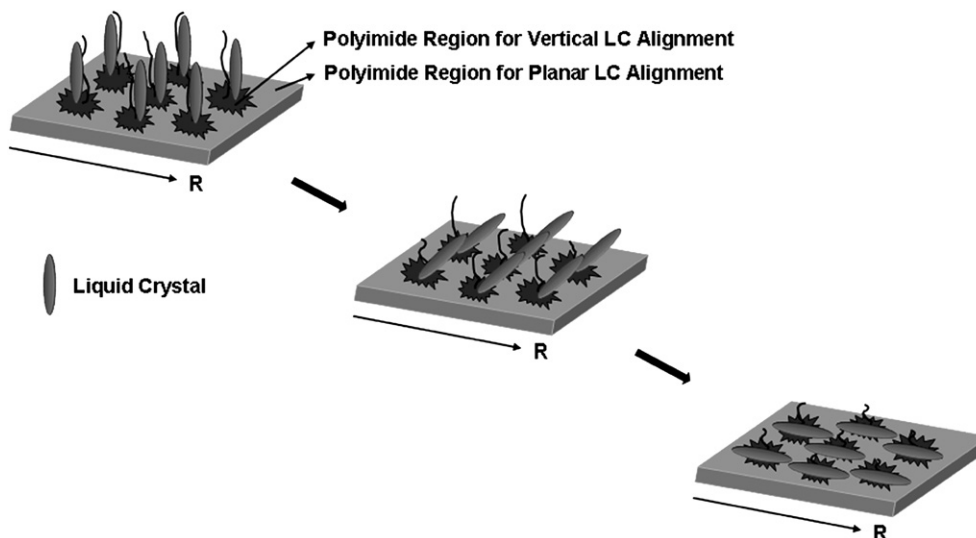 Polyimide Region for Vertical LC Alignment
Polyimide Region for Planar LC Alignment
R
Liquid Crystal
R
R